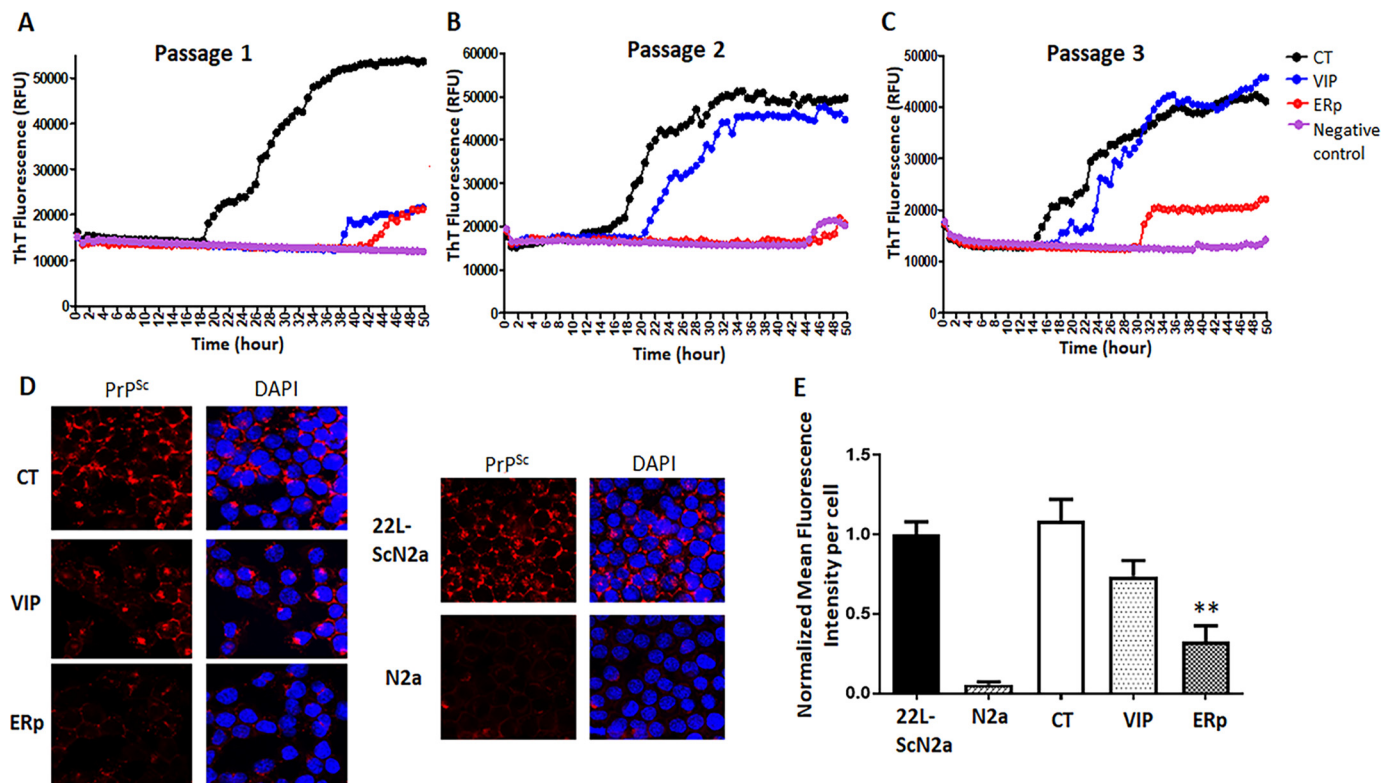 A
Passage 1
ThT Fluorescence (RFU)
50000
40000
30000
20000
10000
0
0 2 4 6 8 10 12 14 16 18 20 22 24 26 28 30 32 34 36 38 40 42 44 46 48 50
Time (hour)
B
Passage 2
ThT Fluorescence (RFU)
60000
50000
40000
30000
20000
10000
0
0 2 4 6 8 10 12 14 16 18 20 22 24 26 28 30 32 34 36 38 40 42 44 46 48 50
Time (hour)
C
Passage 3
ThT Fluorescence (RFU)
50000
40000
30000
20000
10000
0
0 2 4 6 8 10 12 14 16 18 20 22 24 26 28 30 32 34 36 38 40 42 44 46 48 50
Time (hour)
CT
VIP
ERp
Negative
control
D
PrPSc
DAPI
CT
VIP
ERp
PrPSc
DAPI
22L-
ScN2a
N2a
E
Normalized Mean Fluorescence
Intensity per cell
1.5
1.0
0.5
0.0
**
22L-
ScN2a
N2a
CT
VIP
ERp